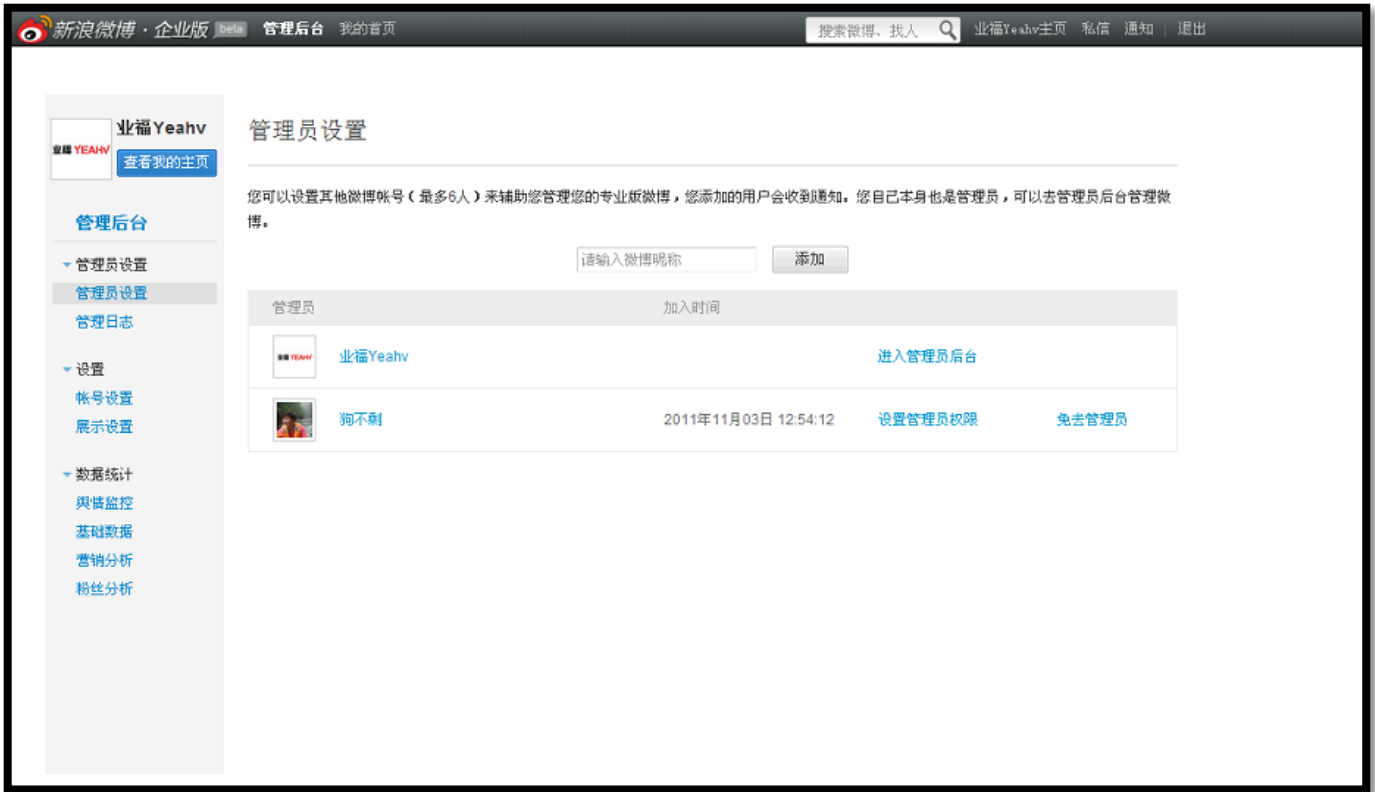 新浪微博·企业版 beta 管理后台 我的首页 搜索微博、找人 业福Yeahv主页 私信 通知 | 退出
业福Yeahv
业福 YEAHV
查看我的主页
管理后台
管理员设置
管理员设置
管理日志
设置
帐号设置
展示设置
数据统计
舆情监控
基础数据
营销分析
粉丝分析
管理员设置
您可以设置其他微博帐号（最多6人）来辅助您管理您的专业版微博，您添加的用户会收到通知。您自己本身也是管理员，可以去管理员后台管理微
博。
请输入微博昵称 添加
管理员 加入时间
业福 YEAHV 业福Yeahv 进入管理员后台
狗不剩 2011年11月03日 12:54:12 设置管理员权限 免去管理员